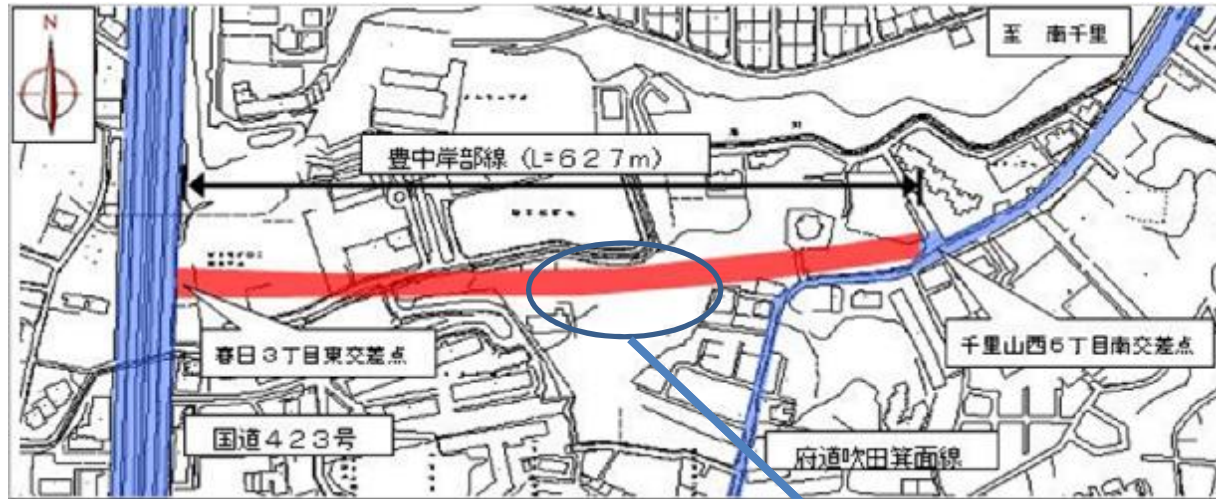 N
至 南千里
豊中岸部線（L=627m）
春日3丁目東交差点
千里山西6丁目南交差点
国道423号
府道吹田箕面線